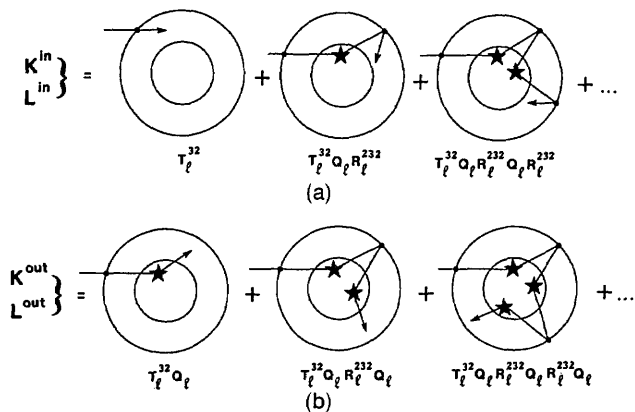 K^in L^in } = + + + ...
T_ℓ^32 T_ℓ^32 Q_ℓ R_ℓ^232 T_ℓ^32 Q_ℓ R_ℓ^232 Q_ℓ R_ℓ^232
(a)
K^out L^out } = + + + ...
T_ℓ^32 Q_ℓ T_ℓ^32 Q_ℓ R_ℓ^232 Q_ℓ T_ℓ^32 Q_ℓ R_ℓ^232 Q_ℓ R_ℓ^232 Q_ℓ
(b)